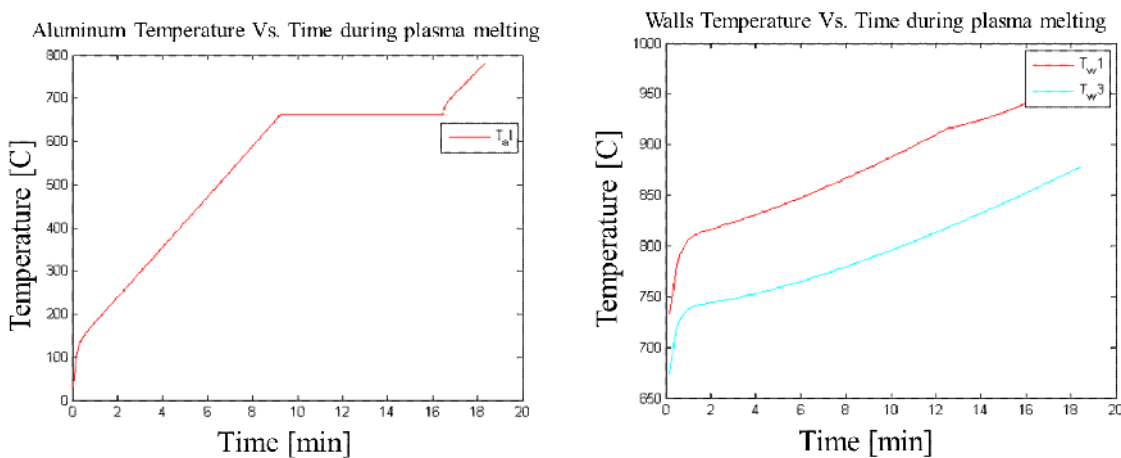 Aluminum Temperature Vs. Time during plasma melting
Temperature [C]
800
700
600
500
400
300
200
100
0
T_a1
0 2 4 6 8 10 12 14 16 18 20
Time [min]
Walls Temperature Vs. Time during plasma melting
Temperature [C]
1000
950
900
850
800
750
700
650
T_w1
T_w3
0 2 4 6 8 10 12 14 16 18 20
Time [min]